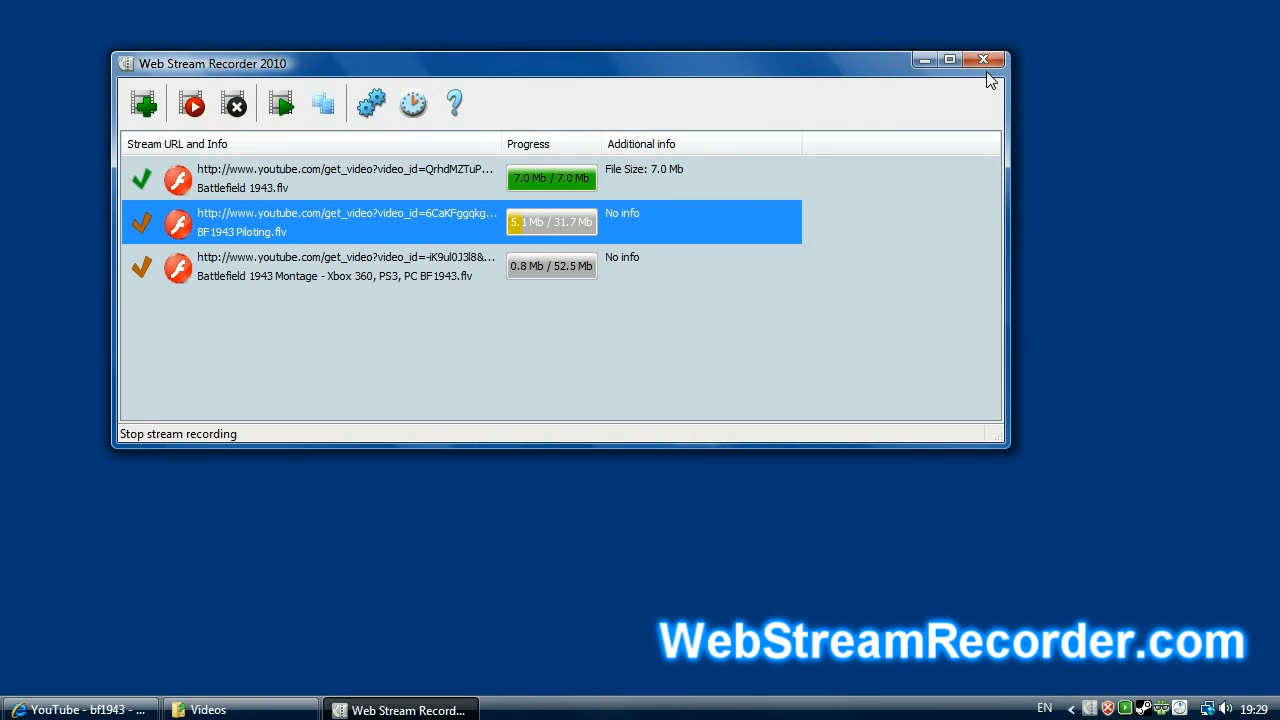 Web Stream Recorder 2010
Stream URL and Info Progress Additional info
http://www.youtube.com/get_video?video_id=QrhdMZTuP... 7.0 Mb / 7.0 Mb File Size: 7.0 Mb
Battlefield 1943.flv
http://www.youtube.com/get_video?video_id=6CaKFgqqkg... 5.1 Mb / 31.7 Mb No info
BF1943 Piloting.flv
http://www.youtube.com/get_video?video_id=-iK9ul0J3l8&... 0.8 Mb / 52.5 Mb No info
Battlefield 1943 Montage - Xbox 360, PS3, PC BF1943.flv
Stop stream recording
WebStreamRecorder.com
YouTube - bf1943 - ... Videos Web Stream Record... EN 19:29